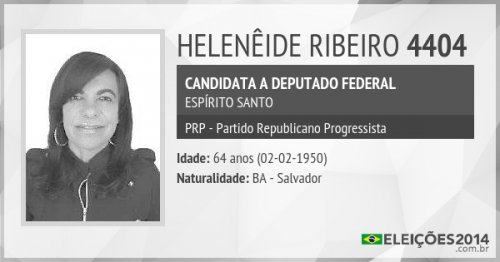 HELENÊIDE RIBEIRO 4404
CANDIDATA A DEPUTADO FEDERAL
ESPÍRITO SANTO
PRP - Partido Republicano Progressista
Idade: 64 anos (02-02-1950)
Naturalidade: BA - Salvador
ELEIÇÕES2014
.com.br